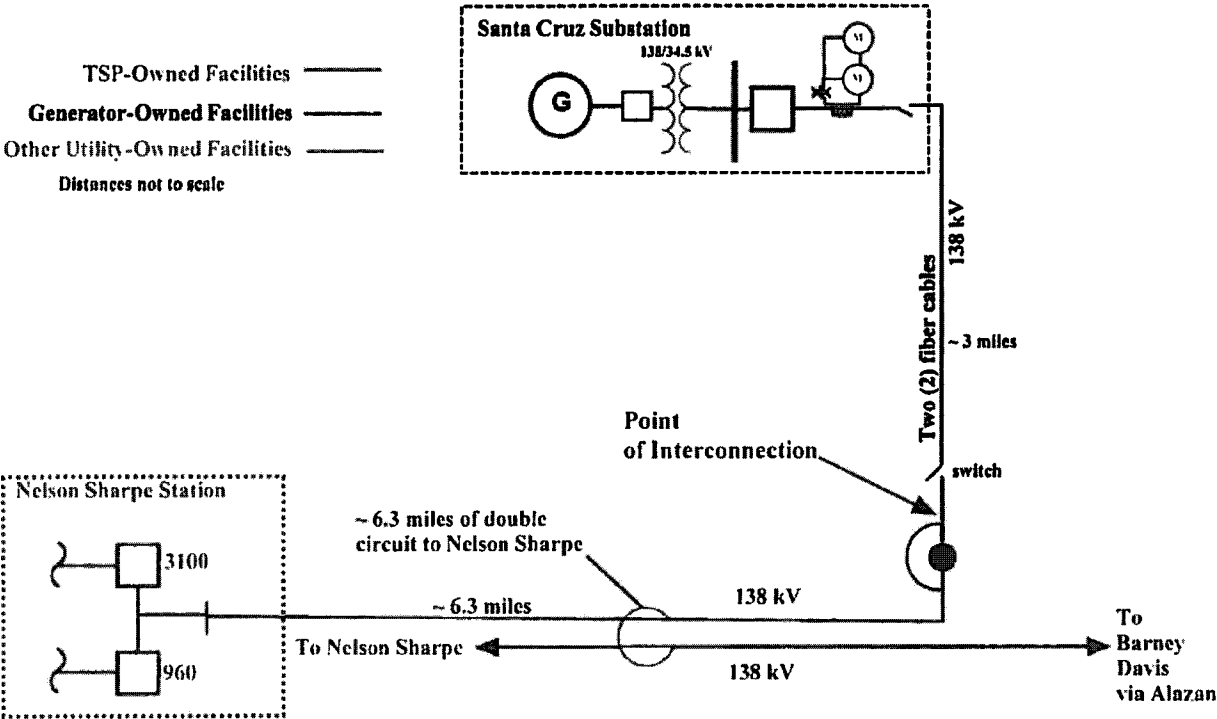 Santa Cruz Substation
138/34.5 kV
G
TSP-Owned Facilities
Generator-Owned Facilities
Other Utility-Owned Facilities
Distances not to scale
138 kV
Two (2) fiber cables
~ 3 miles
Point
of Interconnection
switch
Nelson Sharpe Station
3100
960
~ 6.3 miles of double
circuit to Nelson Sharpe
~ 6.3 miles
138 kV
To Nelson Sharpe
138 kV
To
Barney
Davis
via Alazan